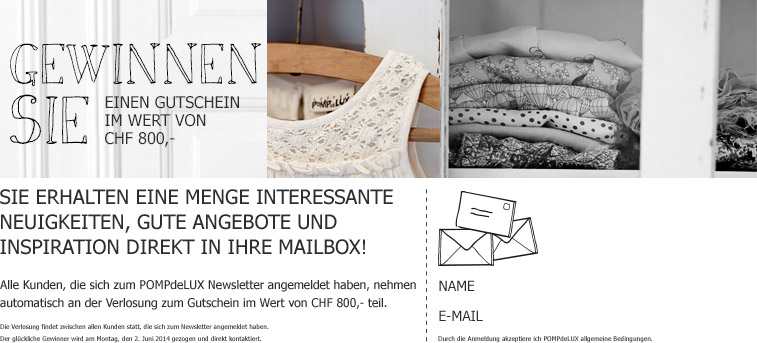 GEWINNEN
SIE
EINEN GUTSCHEIN
IM WERT VON
CHF 800,-
POMPdeLUX
SIE ERHALTEN EINE MENGE INTERESSANTE
NEUIGKEITEN, GUTE ANGEBOTE UND
INSPIRATION DIREKT IN IHRE MAILBOX!
Alle Kunden, die sich zum POMPdeLUX Newsletter angemeldet haben, nehmen
automatisch an der Verlosung zum Gutschein im Wert von CHF 800,- teil.
Die Verlosung findet zwischen allen Kunden statt, die sich zum Newsletter angemeldet haben.
Der glückliche Gewinner wird am Montag, den 2. Juni 2014 gezogen und direkt kontaktiert.
NAME
E-MAIL
Durch die Anmeldung akzeptiere ich POMPdeLUX allgemeine Bedingungen.